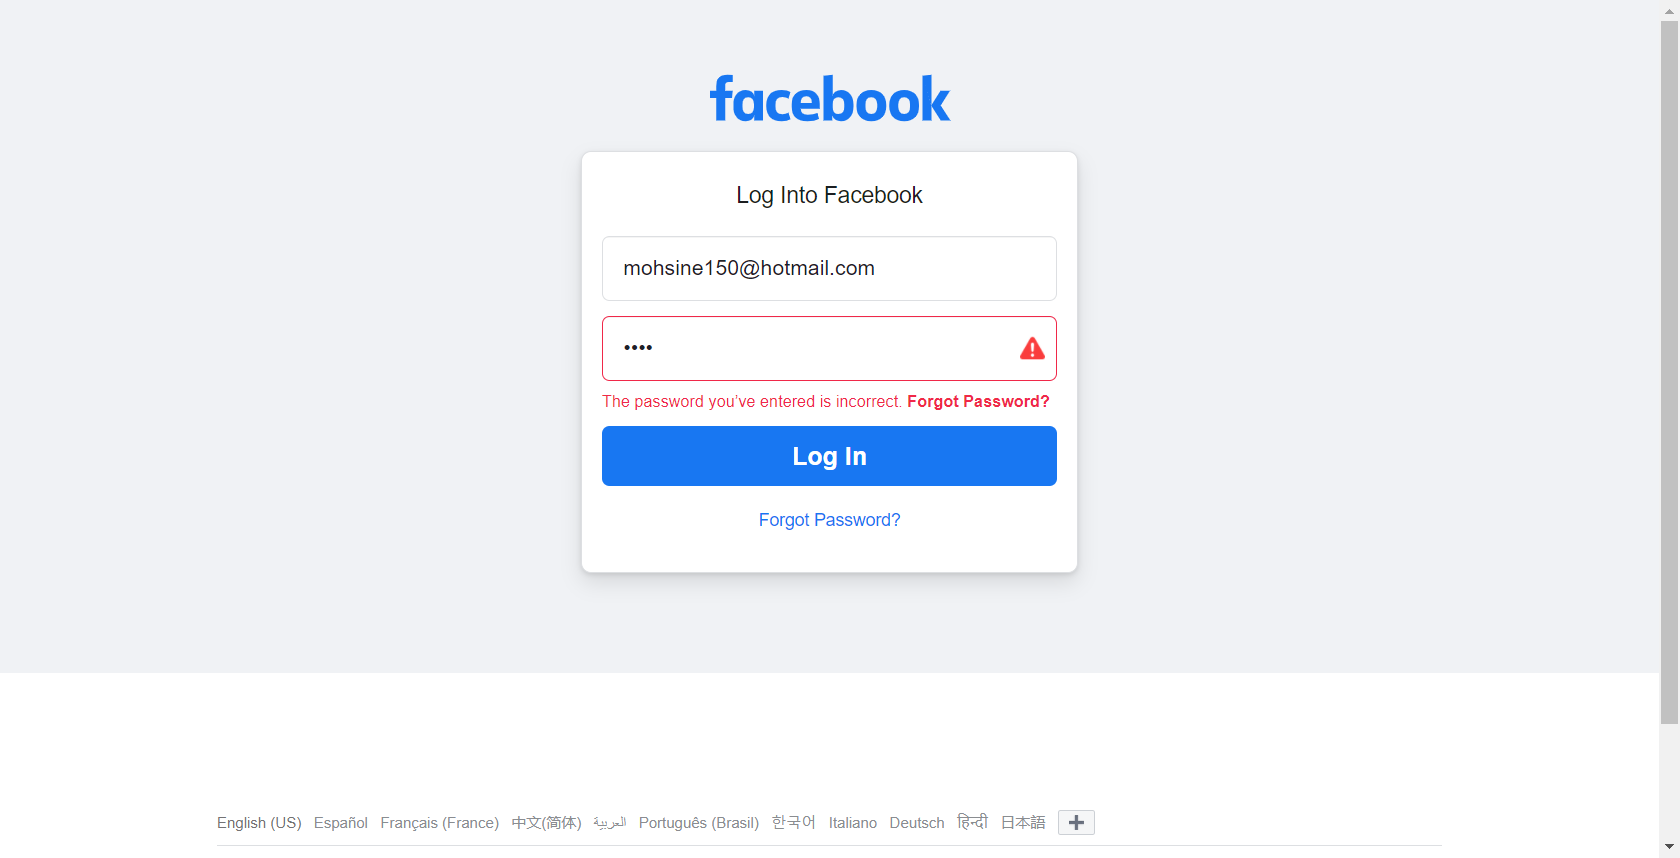 facebook
Log Into Facebook
mohsine150@hotmail.com
••••
The password you’ve entered is incorrect. Forgot Password?
Log In
Forgot Password?
English (US) Español Français (France) 中文(简体) العربية Português (Brasil) 한국어 Italiano Deutsch हिन्दी 日本語